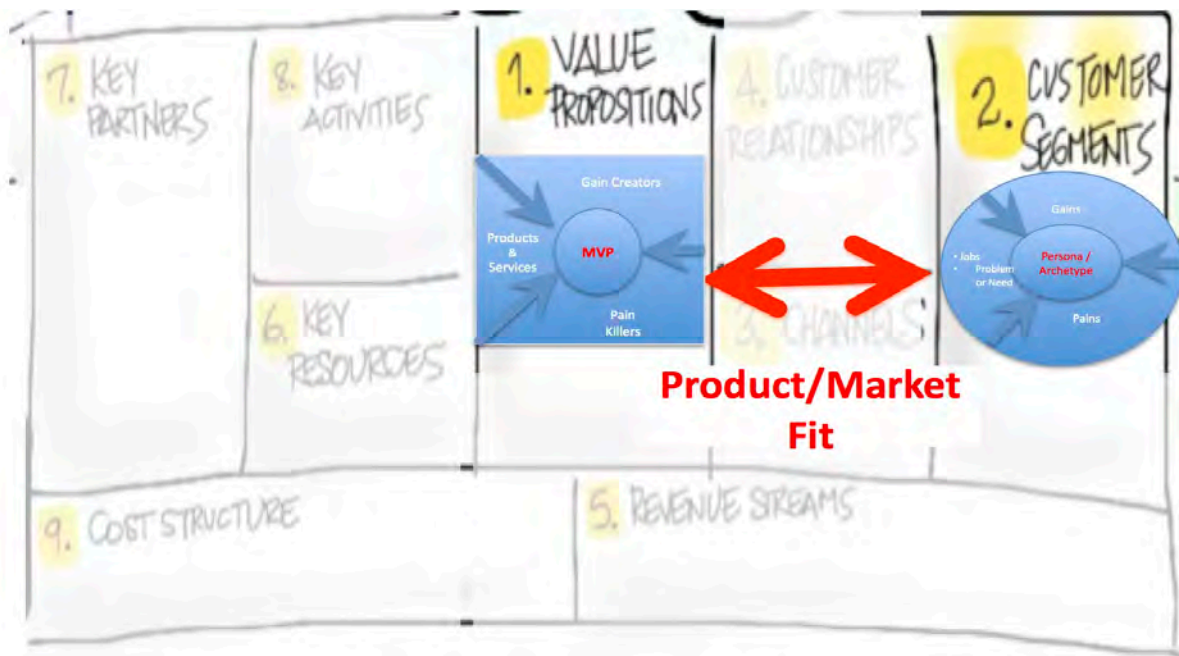 7. KEY
PARTNERS
8. KEY
ACTIVITIES
6. KEY
RESOURCES
1. VALUE
PROPOSITIONS
Gain Creators
Products
&
Services
MVP
Pain
Killers
4. CUSTOMER
RELATIONSHIPS
3. CHANNELS
Product/Market
Fit
2. CUSTOMER
SEGMENTS
Gains
• Jobs
• Problem
or Need
Persona /
Archetype
Pains
9. COST STRUCTURE
5. REVENUE STREAMS